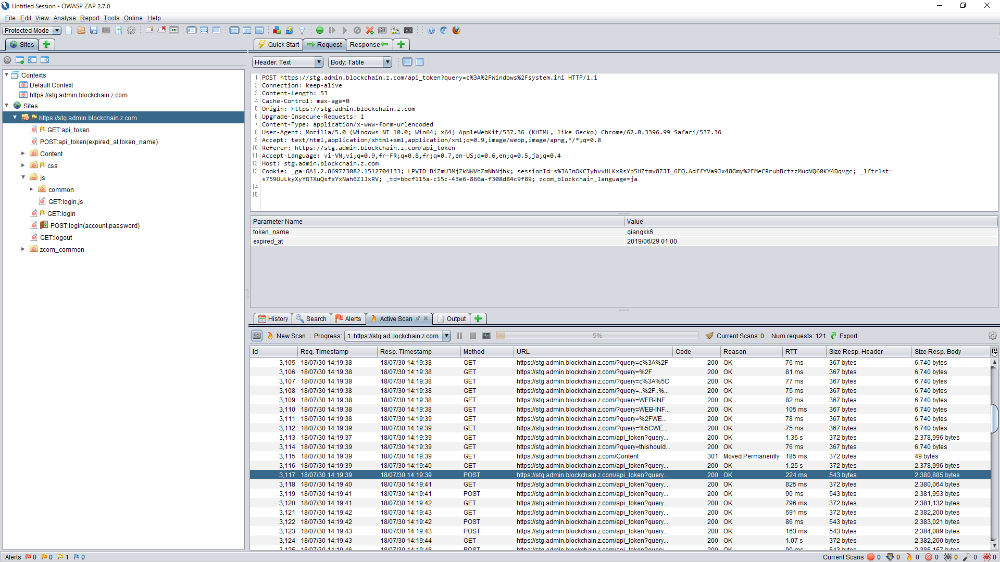 Untitled Session - OWASP ZAP 2.7.0
File Edit View Analyse Report Tools Online Help
Protected Mode
Sites
Quick Start Request Response
Header: Text Body: Table
Contexts
Default Context
https://stg.admin.blockchain.z.com
Sites
https://stg.admin.blockchain.z.com
GET:api_token
POST:api_token(expired_at,token_name)
Content
css
js
common
GET:login.js
GET:login
POST:login(account,password)
GET:logout
zcom_common
1 POST https://stg.admin.blockchain.z.com/api_token?query=c%3A%2FWindows%2Fsystem.ini HTTP/1.1
2 Connection: keep-alive
3 Content-Length: 53
4 Cache-Control: max-age=0
5 Origin: https://stg.admin.blockchain.z.com
6 Upgrade-Insecure-Requests: 1
7 Content-Type: application/x-www-form-urlencoded
8 User-Agent: Mozilla/5.0 (Windows NT 10.0; Win64; x64) AppleWebKit/537.36 (KHTML, like Gecko) Chrome/67.0.3396.99 Safari/537.36
9 Accept: text/html,application/xhtml+xml,application/xml;q=0.9,image/webp,image/apng,*/*;q=0.8
10 Referer: https://stg.admin.blockchain.z.com/api_token
11 Accept-Language: vi-VN,vi;q=0.9,fr-FR;q=0.8,fr;q=0.7,en-US;q=0.6,en;q=0.5,ja;q=0.4
12 Host: stg.admin.blockchain.z.com
13 Cookie: _ga=GA1.2.869773082.1512704133; LPVID=BiZmU3MjZkNWVhZmNhNjhk; sessionId=s%3AInOKCTyhvvHLKxRsYp5HZtmv8ZJI_6FQ.AdffYVa9Jx48Gmy%2FMeCRrubBctzzMudVQ60KY4Dqvgc; _lftr1st=
s759UuLkyXyYGTXuQsfxYxNah6Z1JxRV; _td=bbcf115a-c15c-43e6-866a-f308d84c9f89; zcom_blockchain_language=ja
14
15
Parameter Name Value
token_name giangkk6
expired_at 2019/06/29 01:00
History Search Alerts Active Scan Output
New Scan Progress: 1: https://stg.ad..lockchain.z.com 5% Current Scans: 0 Num requests: 121 Export
Id Req. Timestamp Resp. Timestamp Method URL Code Reason RTT Size Resp. Header Size Resp. Body
3,105 18/07/30 14:19:38 18/07/30 14:19:38 GET https://stg.admin.blockchain.z.com/?query=c%3A%2F 200 OK 76 ms 367 bytes 6,740 bytes
3,106 18/07/30 14:19:38 18/07/30 14:19:38 GET https://stg.admin.blockchain.z.com/?query=%2F 200 OK 81 ms 367 bytes 6,740 bytes
3,107 18/07/30 14:19:38 18/07/30 14:19:38 GET https://stg.admin.blockchain.z.com/?query=c%3A%5C 200 OK 77 ms 367 bytes 6,740 bytes
3,108 18/07/30 14:19:38 18/07/30 14:19:38 GET https://stg.admin.blockchain.z.com/?query=..%2F..%... 200 OK 75 ms 367 bytes 6,740 bytes
3,109 18/07/30 14:19:38 18/07/30 14:19:38 GET https://stg.admin.blockchain.z.com/?query=WEB-INF... 200 OK 82 ms 367 bytes 6,740 bytes
3,110 18/07/30 14:19:38 18/07/30 14:19:38 GET https://stg.admin.blockchain.z.com/?query=WEB-INF... 200 OK 105 ms 367 bytes 6,740 bytes
3,111 18/07/30 14:19:38 18/07/30 14:19:39 GET https://stg.admin.blockchain.z.com/?query=%2FWE... 200 OK 78 ms 367 bytes 6,740 bytes
3,112 18/07/30 14:19:39 18/07/30 14:19:39 GET https://stg.admin.blockchain.z.com/?query=%5CWE... 200 OK 75 ms 367 bytes 6,740 bytes
3,113 18/07/30 14:19:37 18/07/30 14:19:39 GET https://stg.admin.blockchain.z.com/api_token?query... 200 OK 1.36 s 372 bytes 2,378,996 bytes
3,114 18/07/30 14:19:39 18/07/30 14:19:39 GET https://stg.admin.blockchain.z.com/?query=thishould... 200 OK 76 ms 367 bytes 6,740 bytes
3,115 18/07/30 14:19:39 18/07/30 14:19:39 GET https://stg.admin.blockchain.z.com/Content 301 Moved Permanently 185 ms 372 bytes 49 bytes
3,116 18/07/30 14:19:39 18/07/30 14:19:40 GET https://stg.admin.blockchain.z.com/api_token?query... 200 OK 1.25 s 372 bytes 2,378,996 bytes
3,117 18/07/30 14:19:39 18/07/30 14:19:39 POST https://stg.admin.blockchain.z.com/api_token?query... 200 OK 224 ms 543 bytes 2,380,885 bytes
3,118 18/07/30 14:19:40 18/07/30 14:19:41 GET https://stg.admin.blockchain.z.com/api_token?query... 200 OK 825 ms 372 bytes 2,380,064 bytes
3,119 18/07/30 14:19:41 18/07/30 14:19:41 POST https://stg.admin.blockchain.z.com/api_token?query... 200 OK 90 ms 543 bytes 2,381,953 bytes
3,120 18/07/30 14:19:41 18/07/30 14:19:42 GET https://stg.admin.blockchain.z.com/api_token?query... 200 OK 796 ms 372 bytes 2,381,132 bytes
3,121 18/07/30 14:19:42 18/07/30 14:19:43 GET https://stg.admin.blockchain.z.com/api_token?query... 200 OK 691 ms 372 bytes 2,382,200 bytes
3,122 18/07/30 14:19:42 18/07/30 14:19:42 POST https://stg.admin.blockchain.z.com/api_token?query... 200 OK 86 ms 543 bytes 2,383,021 bytes
3,123 18/07/30 14:19:43 18/07/30 14:19:43 POST https://stg.admin.blockchain.z.com/api_token?query... 200 OK 163 ms 543 bytes 2,384,089 bytes
3,124 18/07/30 14:19:43 18/07/30 14:19:44 GET https://stg.admin.blockchain.z.com/api_token?query... 200 OK 1.07 s 372 bytes 2,382,200 bytes
3,125 18/07/30 14:19:46 18/07/30 14:19:46 POST https://stg.admin.blockchain.z.com/api_token?query... 200 OK 90 ms 543 bytes 2,385,157 bytes
Alerts 0 0 1 0 Current Scans 0 0 0 0 0 0 0